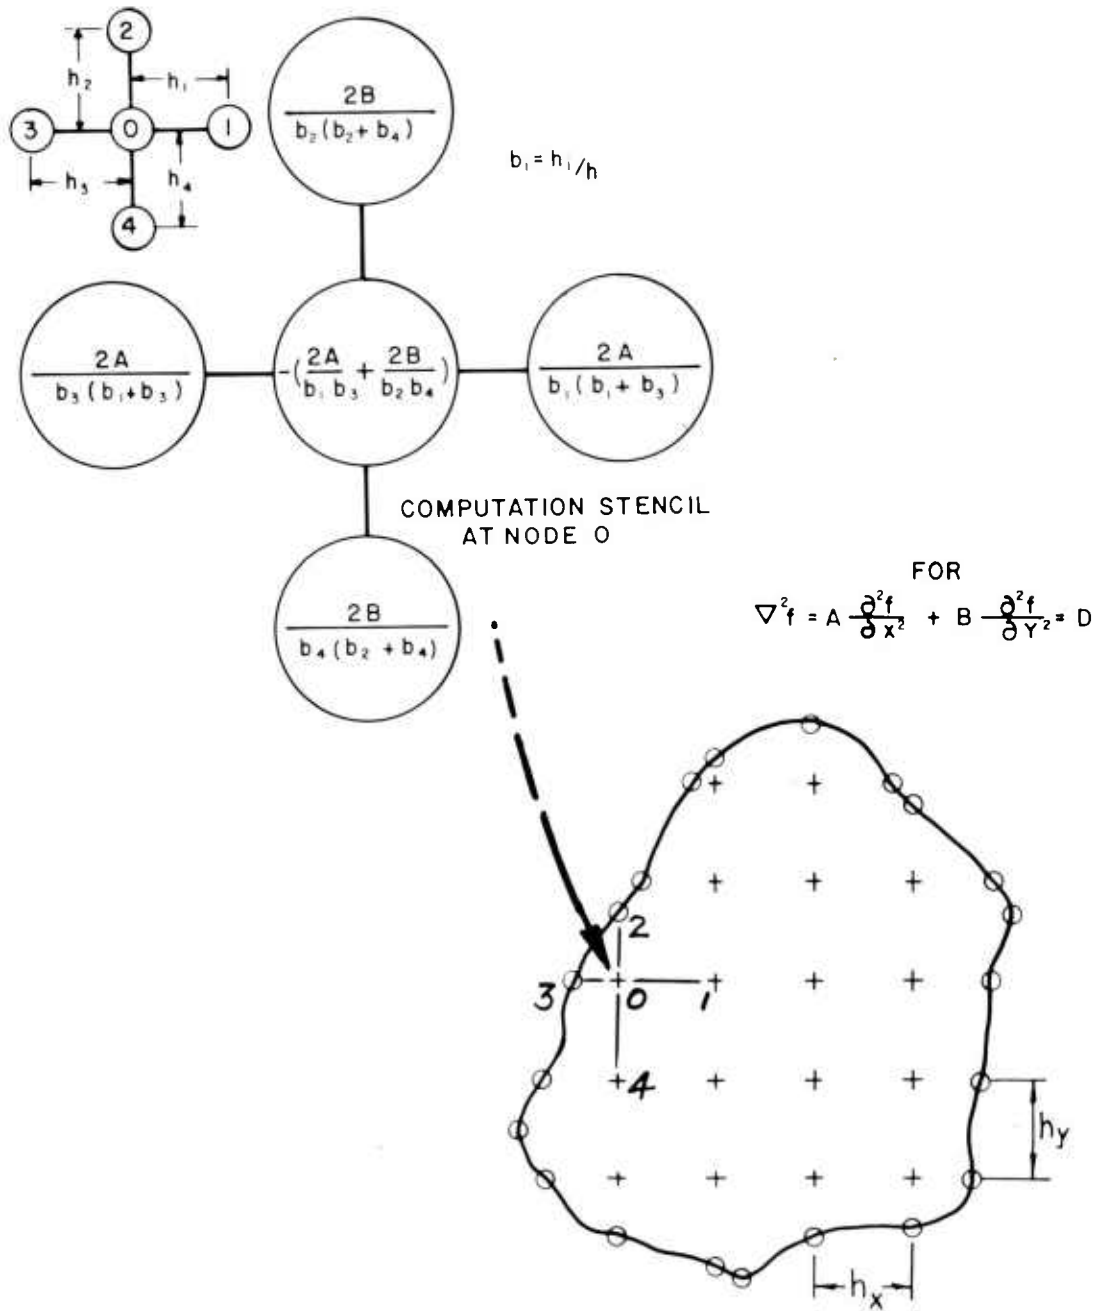 2
h₂
h₁
3
0
1
h₃
h₄
4
2B
b₂(b₂+b₄)
b₁=h₁/h
2A
b₃(b₁+b₃)
-(2A/b₁b₃ + 2B/b₂b₄)
2A
b₁(b₁+b₃)
COMPUTATION STENCIL
AT NODE 0
2B
b₄(b₂+b₄)
FOR
∇²f = A ∂²f/∂X² + B ∂²f/∂Y² = D
2
3
0
1
4
hy
hx